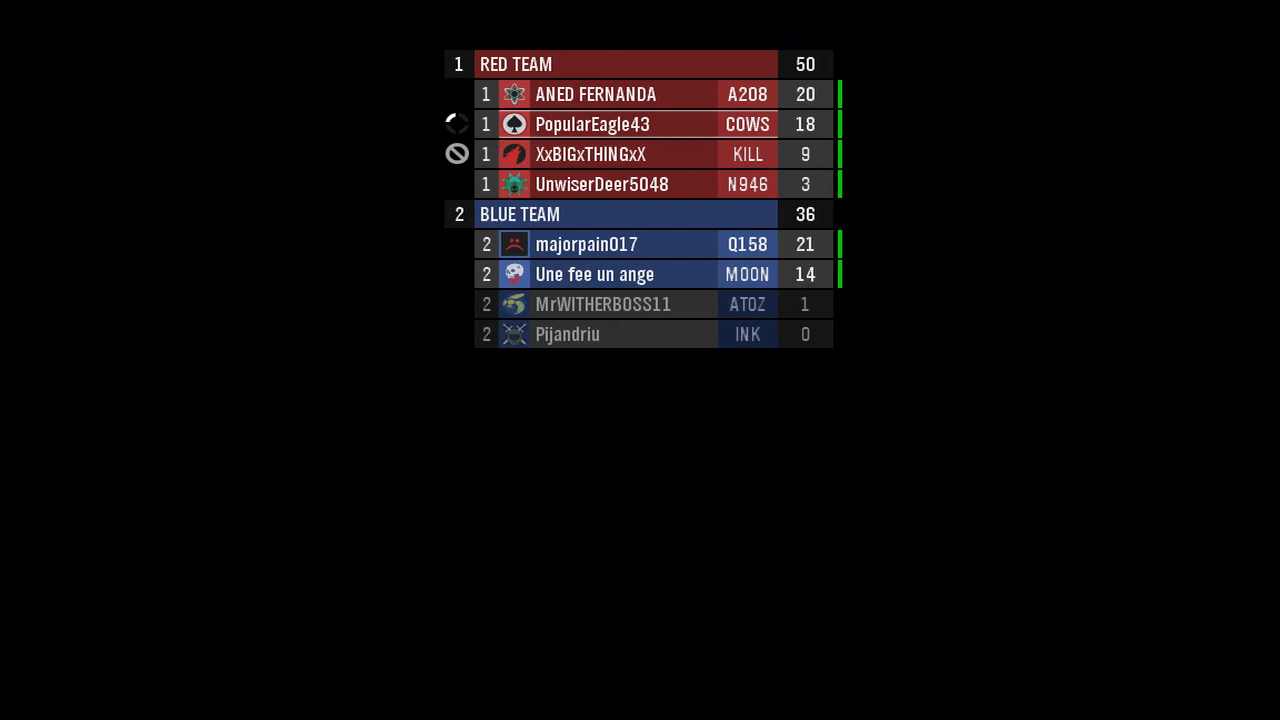 1 RED TEAM 50
1 ANED FERNANDA A208 20
1 PopularEagle43 COWS 18
1 XxBIGxTHINGxX KILL 9
1 UnwiserDeer5048 N946 3
2 BLUE TEAM 36
2 majorpain017 Q158 21
2 Une fee un ange MOON 14
2 MrWITHERBOSS11 ATOZ 1
2 Pijandriu INK 0